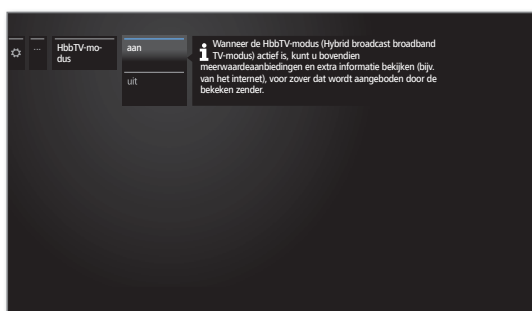 ...
HbbTV-mo-
dus
aan
uit
Wanneer de HbbTV-modus (Hybrid broadcast broadband
TV-modus) actief is, kunt u bovendien
meerwaardeaanbiedingen en extra informatie bekijken (bijv.
van het internet), voor zover dat wordt aangeboden door de
bekeken zender.